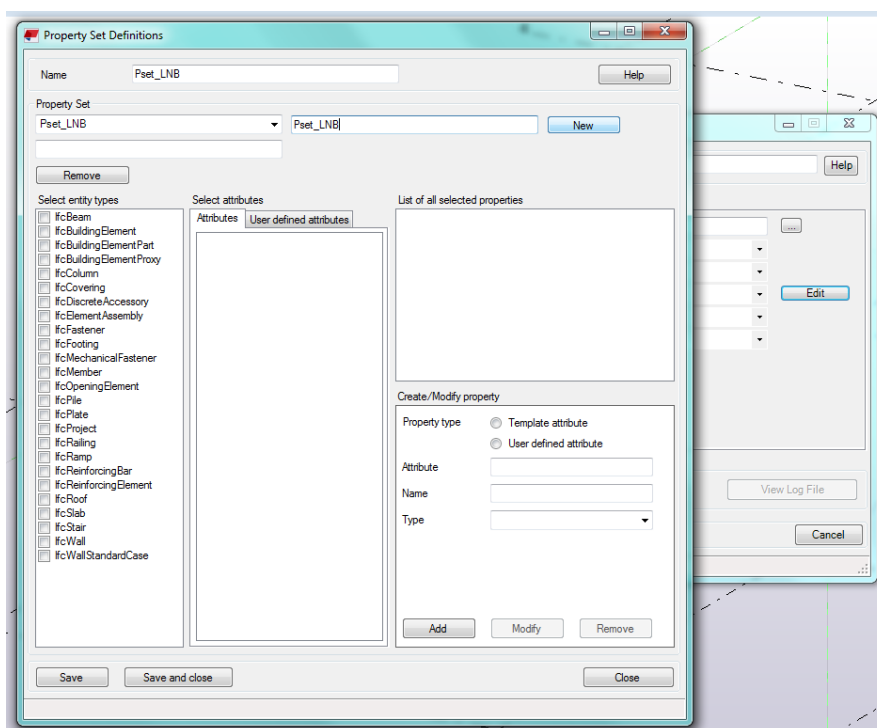 Property Set Definitions
Name Pset_LNB Help
Property Set
Pset_LNB Pset_LNB New
Remove
Select entity types
IfcBeam
IfcBuildingElement
IfcBuildingElementPart
IfcBuildingElementProxy
IfcColumn
IfcCovering
IfcDiscreteAccessory
IfcElementAssembly
IfcFastener
IfcFooting
IfcMechanicalFastener
IfcMember
IfcOpeningElement
IfcPile
IfcPlate
IfcProject
IfcRailing
IfcRamp
IfcReinforcingBar
IfcReinforcingElement
IfcRoof
IfcSlab
IfcStair
IfcWall
IfcWallStandardCase
Select attributes
Attributes User defined attributes
List of all selected properties
Create/Modify property
Property type Template attribute
User defined attribute
Attribute
Name
Type
Add Modify Remove
Save Save and close Close
Help
...
Edit
View Log File
Cancel